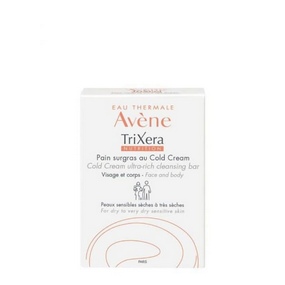 EAU THERMALE
Avène
TriXera
NUTRITION
Pain surgras au Cold Cream
Cold Cream ultra-rich cleansing bar
Visage et corps - Face and body
Peaux sensibles sèches à très sèches
For dry to very dry sensitive skin
PARIS